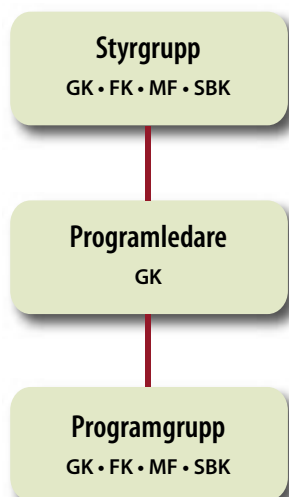 Styrgrupp
GK • FK • MF • SBK
Programledare
GK
Programgrupp
GK • FK • MF • SBK